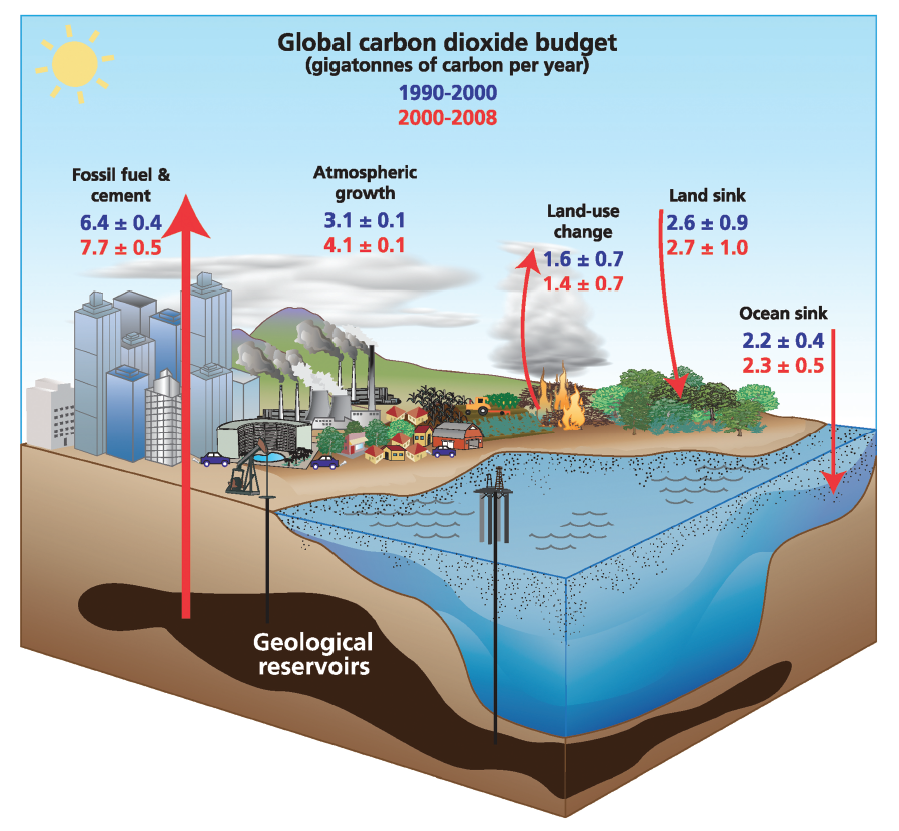 Global carbon dioxide budget
(gigatonnes of carbon per year)
1990-2000
2000-2008
Fossil fuel &
cement
6.4 ± 0.4
7.7 ± 0.5
Atmospheric
growth
3.1 ± 0.1
4.1 ± 0.1
Land-use
change
1.6 ± 0.7
1.4 ± 0.7
Land sink
2.6 ± 0.9
2.7 ± 1.0
Ocean sink
2.2 ± 0.4
2.3 ± 0.5
Geological
reservoirs